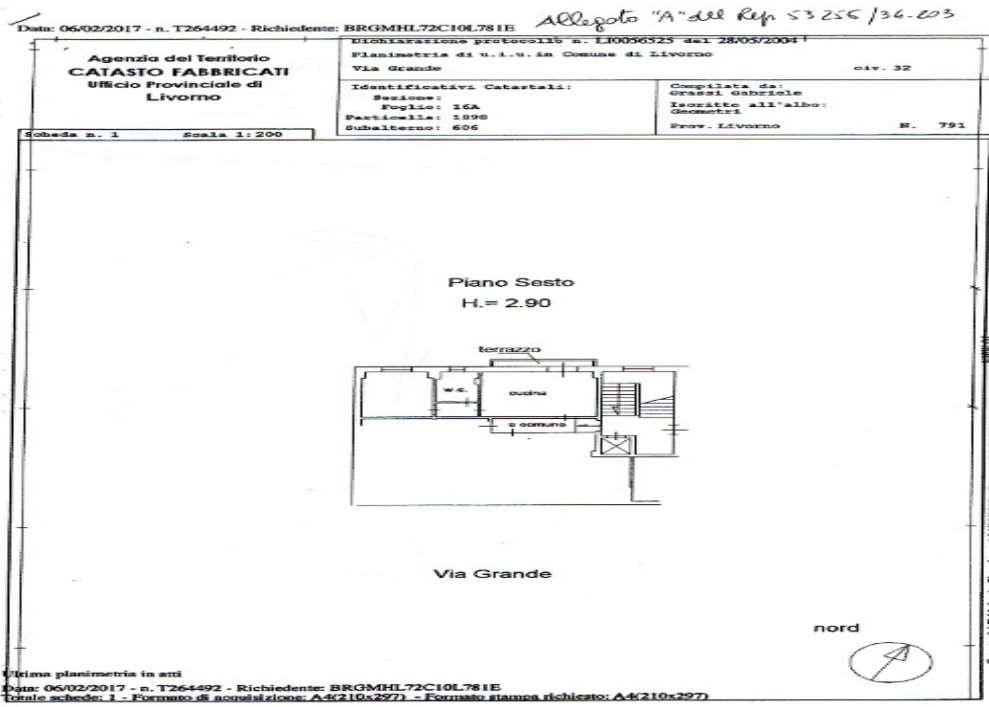 Allegato "A" all Rep. 53256/36.203
Data: 06/02/2017 - n. T264492 - Richiedente: BRGMHL72C10L781E
Agenzia del Territorio
CATASTO FABBRICATI
Ufficio Provinciale di
Livorno
Scheda n. 1 Scala 1:200
Dichiarazione protocollo n. LI0056525 del 28/05/2004
Planimetria di u.i.u. in Comune di Livorno
Via Grande civ. 32
Identificativi Catastali:
Sezione:
Foglio: 16A
Particella: 1898
Subalterno: 606
Compilata da:
Grassi Gabriele
Iscritto all'albo:
Geometri
Prov. Livorno N. 791
Piano Sesto
H.= 2.90
terrazzo
w.c.
cucina
a comune
Via Grande
nord
Ultima planimetria in atti
Data: 06/02/2017 - n. T264492 - Richiedente: BRGMHL72C10L781E
Totale schede: 1 - Formato di acquisizione: A4(210x297) - Formato stampa richiesto: A4(210x297)